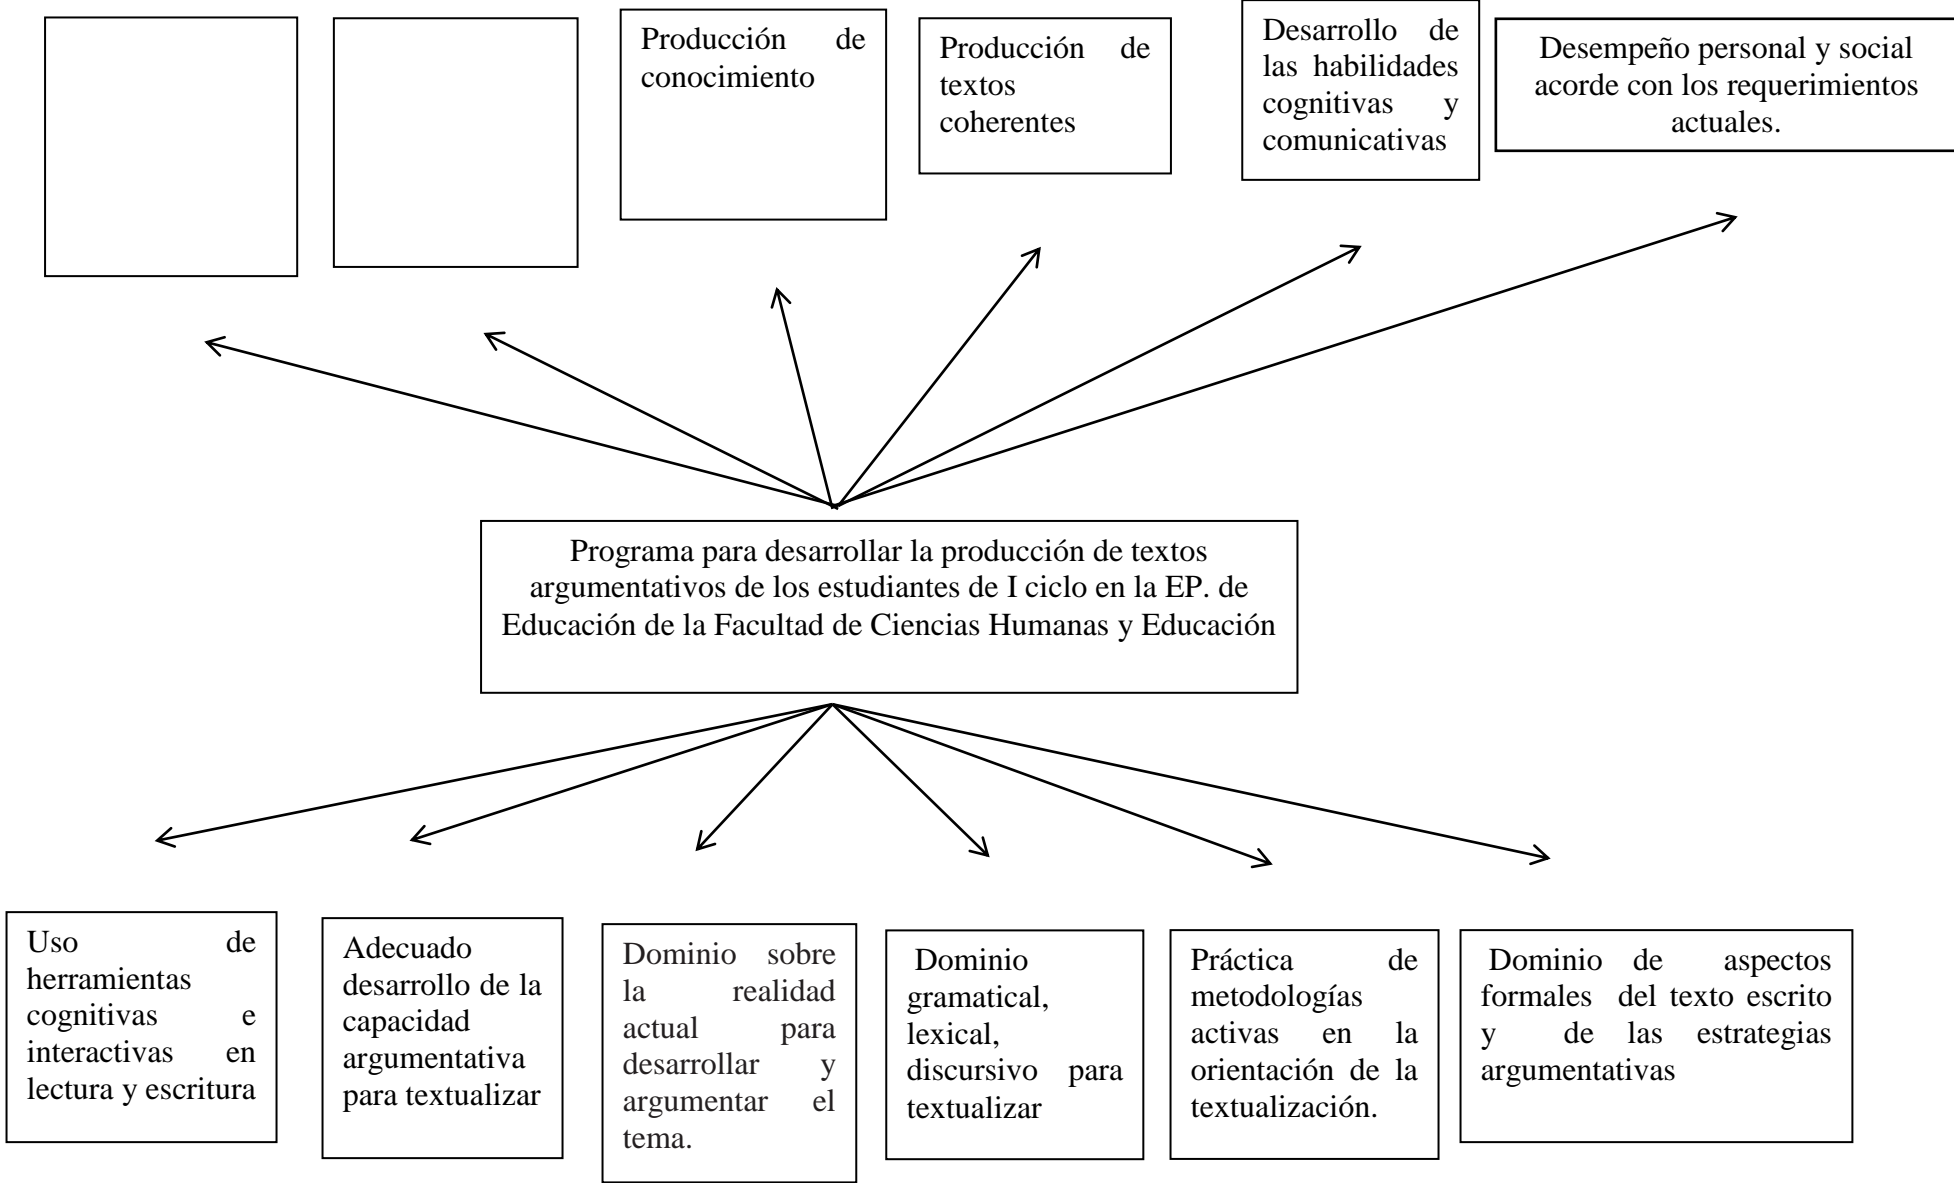 Producción de
conocimiento
Producción de
textos
coherentes
Desarrollo de
las habilidades
cognitivas y
comunicativas
Desempeño personal y social
acorde con los requerimientos
actuales.
Programa para desarrollar la producción de textos
argumentativos de los estudiantes de I ciclo en la EP. de
Educación de la Facultad de Ciencias Humanas y Educación
Uso de
herramientas
cognitivas e
interactivas en
lectura y escritura
Adecuado
desarrollo de la
capacidad
argumentativa
para textualizar
Dominio sobre
la realidad
actual para
desarrollar y
argumentar el
tema.
Dominio
gramatical,
lexical,
discursivo para
textualizar
Práctica de
metodologías
activas en la
orientación de la
textualización.
Dominio de aspectos
formales del texto escrito
y de las estrategias
argumentativas